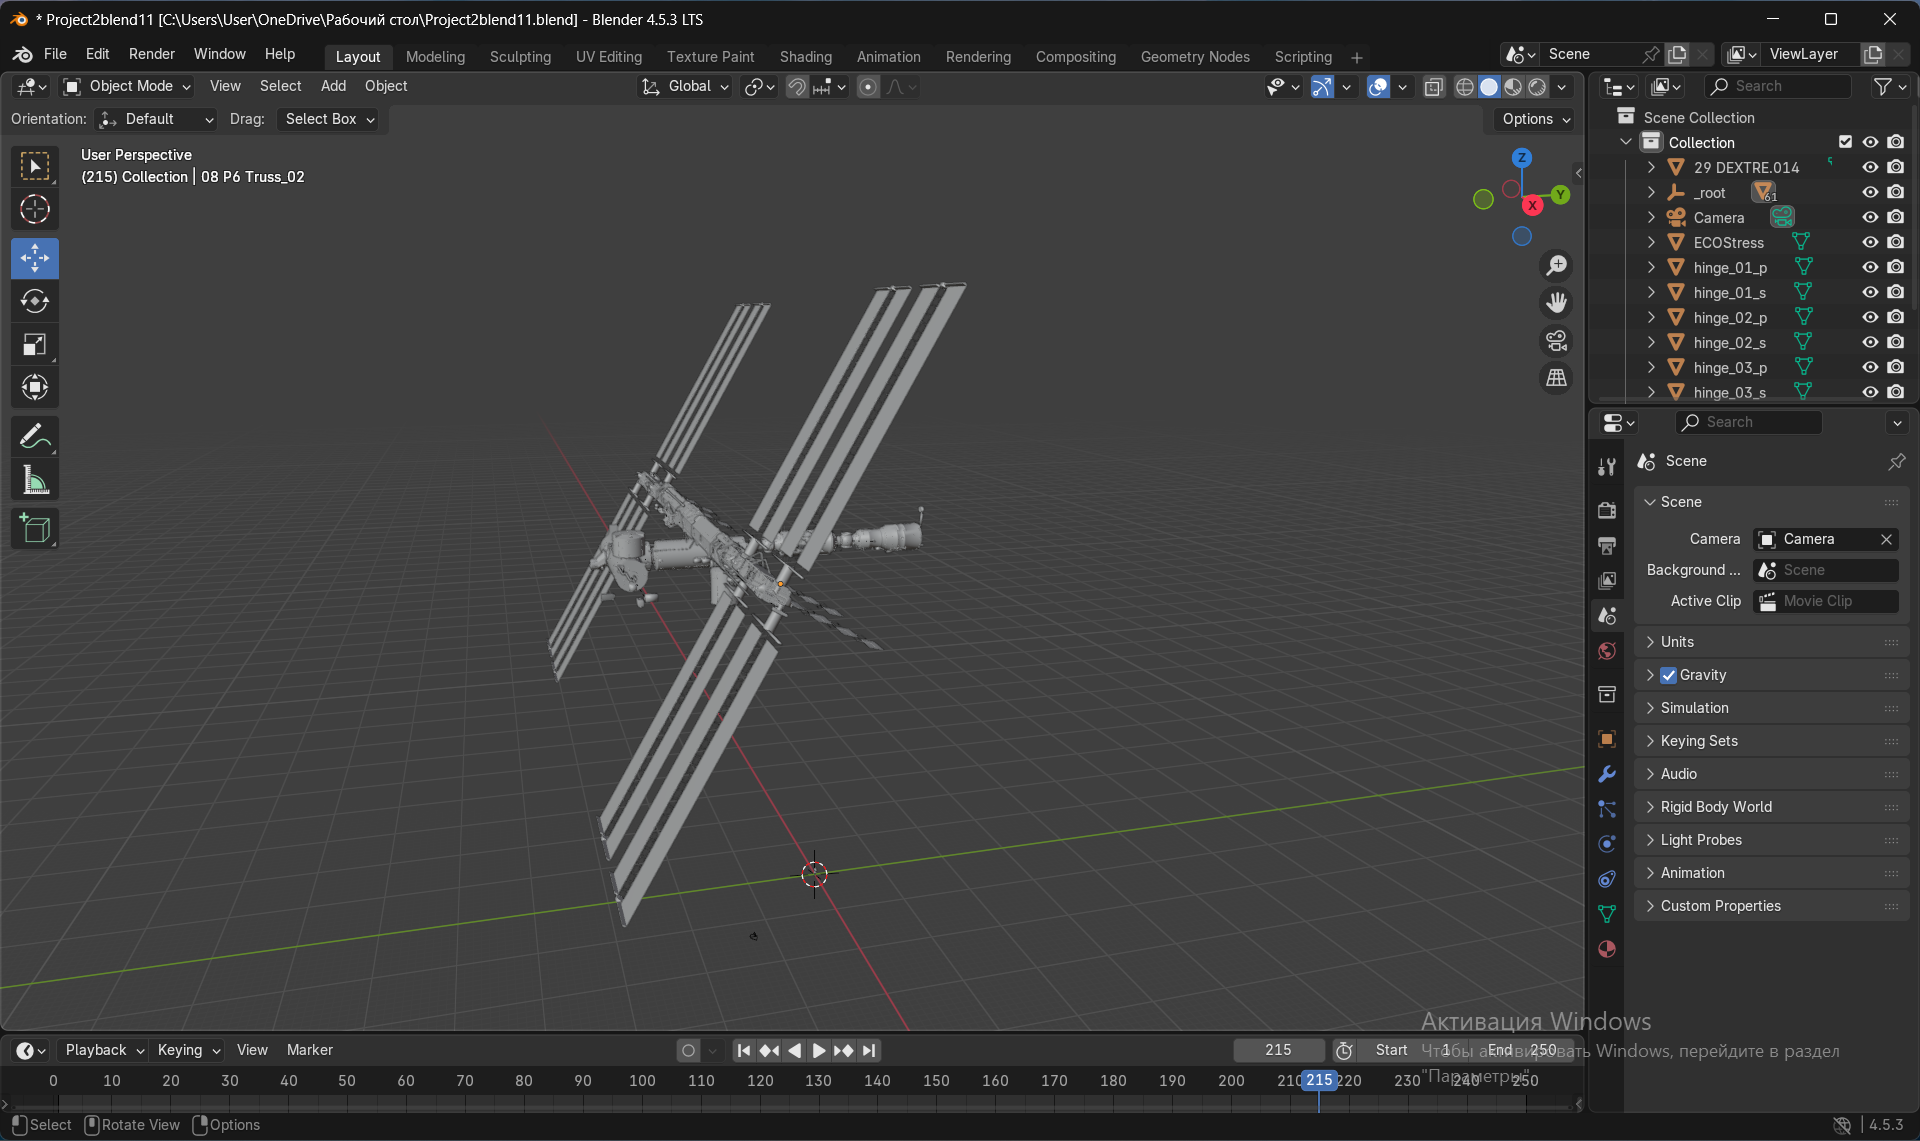 * Project2blend11 [C:\Users\User\OneDrive\Рабочий стол\Project2blend11.blend] - Blender 4.5.3 LTS
File Edit Render Window Help Layout Modeling Sculpting UV Editing Texture Paint Shading Animation Rendering Compositing Geometry Nodes Scripting + Scene ViewLayer
Object Mode View Select Add Object Global Search
Orientation: Default Drag: Select Box Options
User Perspective
(215) Collection | 08 P6 Truss_02
Z
Y
X
Scene Collection
Collection
29 DEXTRE.014
_root 61
Camera
ECOStress
hinge_01_p
hinge_01_s
hinge_02_p
hinge_02_s
hinge_03_p
hinge_03_s
Search
Scene
Scene
Camera Camera
Background ... Scene
Active Clip Movie Clip
Units
Gravity
Simulation
Keying Sets
Audio
Rigid Body World
Light Probes
Animation
Custom Properties
Активация Windows
Чтобы активировать Windows, перейдите в раздел
"Параметры".
Playback Keying View Marker 215 Start 1 End 250
0 10 20 30 40 50 60 70 80 90 100 110 120 130 140 150 160 170 180 190 200 210 215 220 230 240 250
Select Rotate View Options 4.5.3